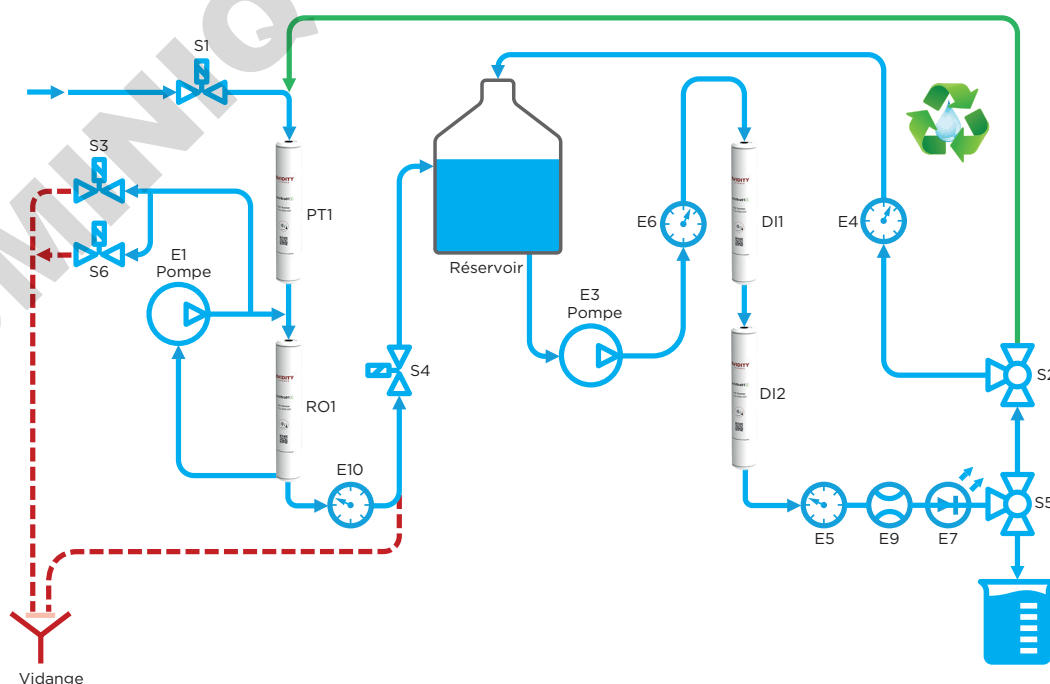 MINIQ
S1
S3
S6
E1
Pompe
PT1
RO1
E10
S4
Réservoir
E3
Pompe
E6
DI1
DI2
E4
E5
E9
E7
S2
S5
Vidange